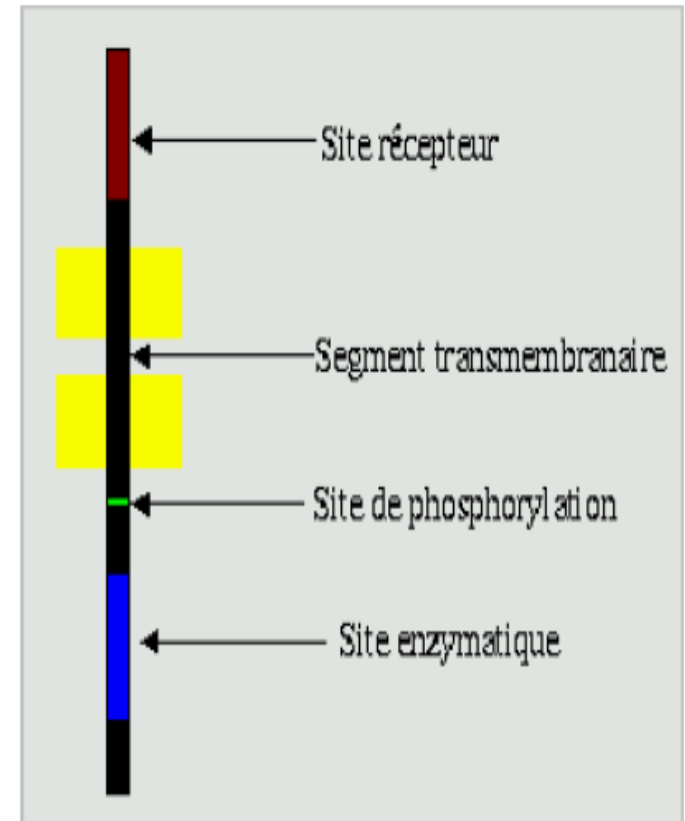 Site récepteur
Segment transmembranaire
Site de phosphorylation
Site enzymatique